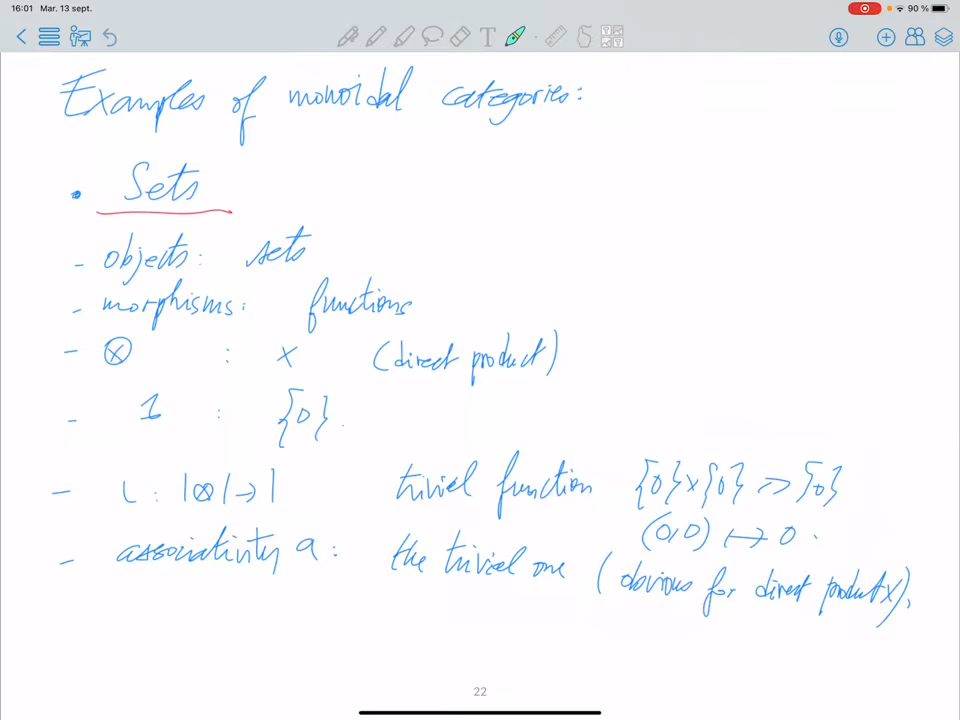 16:01 Mar. 13 sept. 90 %
Examples of monoidal categories:
• Sets
- objects: sets
- morphisms: functions
- ⊗ : × (direct product)
- 1 : {0}.
- ι : 1⊗1→1 trivial function {0}×{0} → {0}
(0,0) ↦ 0.
- associativity a: the trivial one (obvious for direct product ×),
22